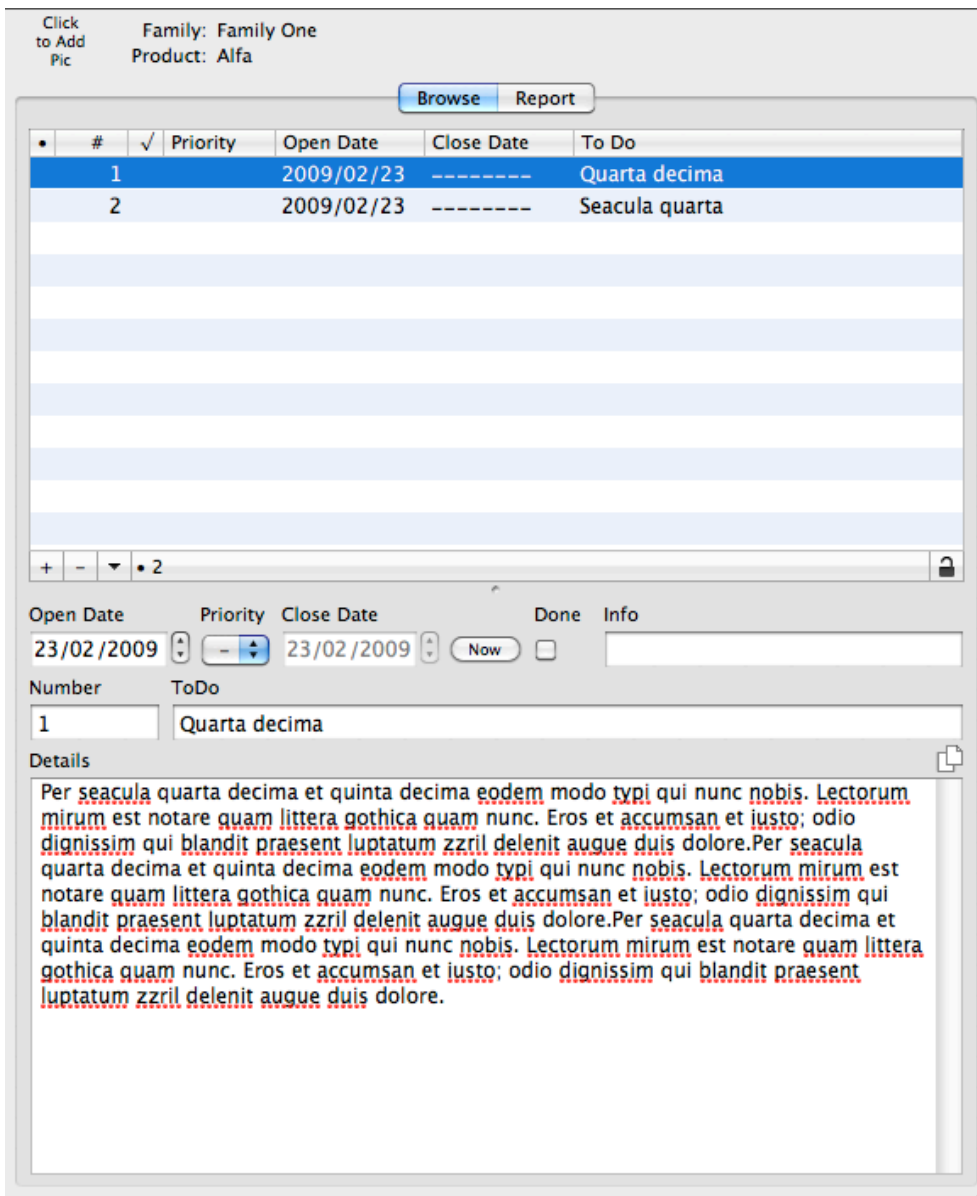 Click
to Add
Pic
Family: Family One
Product: Alfa
Browse Report
• # √ Priority Open Date Close Date To Do
1 2009/02/23 -------- Quarta decima
2 2009/02/23 -------- Seacula quarta
+ - • 2
Open Date Priority Close Date Done Info
23/02/2009 - 23/02/2009 Now
Number ToDo
1 Quarta decima
Details
Per seacula quarta decima et quinta decima eodem modo typi qui nunc nobis. Lectorum
mirum est notare quam littera gothica quam nunc. Eros et accumsan et iusto; odio
dignissim qui blandit praesent luptatum zzril delenit augue duis dolore.Per seacula
quarta decima et quinta decima eodem modo typi qui nunc nobis. Lectorum mirum est
notare quam littera gothica quam nunc. Eros et accumsan et iusto; odio dignissim qui
blandit praesent luptatum zzril delenit augue duis dolore.Per seacula quarta decima et
quinta decima eodem modo typi qui nunc nobis. Lectorum mirum est notare quam littera
gothica quam nunc. Eros et accumsan et iusto; odio dignissim qui blandit praesent
luptatum zzril delenit augue duis dolore.